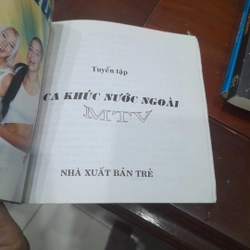 Tuyển tập
CA KHÚC NƯỚC NGOÀI
MTV
NHÀ XUẤT BẢN TRẺ